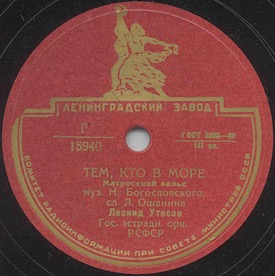 ЛЕНИНГРАДСКИЙ ЗАВОД
Г
15940
ГОСТ
III гр.
ТЕМ, КТО В МОРЕ
Матросский вальс
муз. Н. Богословского,
сл. Л. Ошанина
Леонид Утесов
Гос. эстрадн. орк.
РСФСР
КОМИТЕТ РАДИОИНФОРМАЦИИ ПРИ СОВЕТЕ МИНИСТРОВ СССР